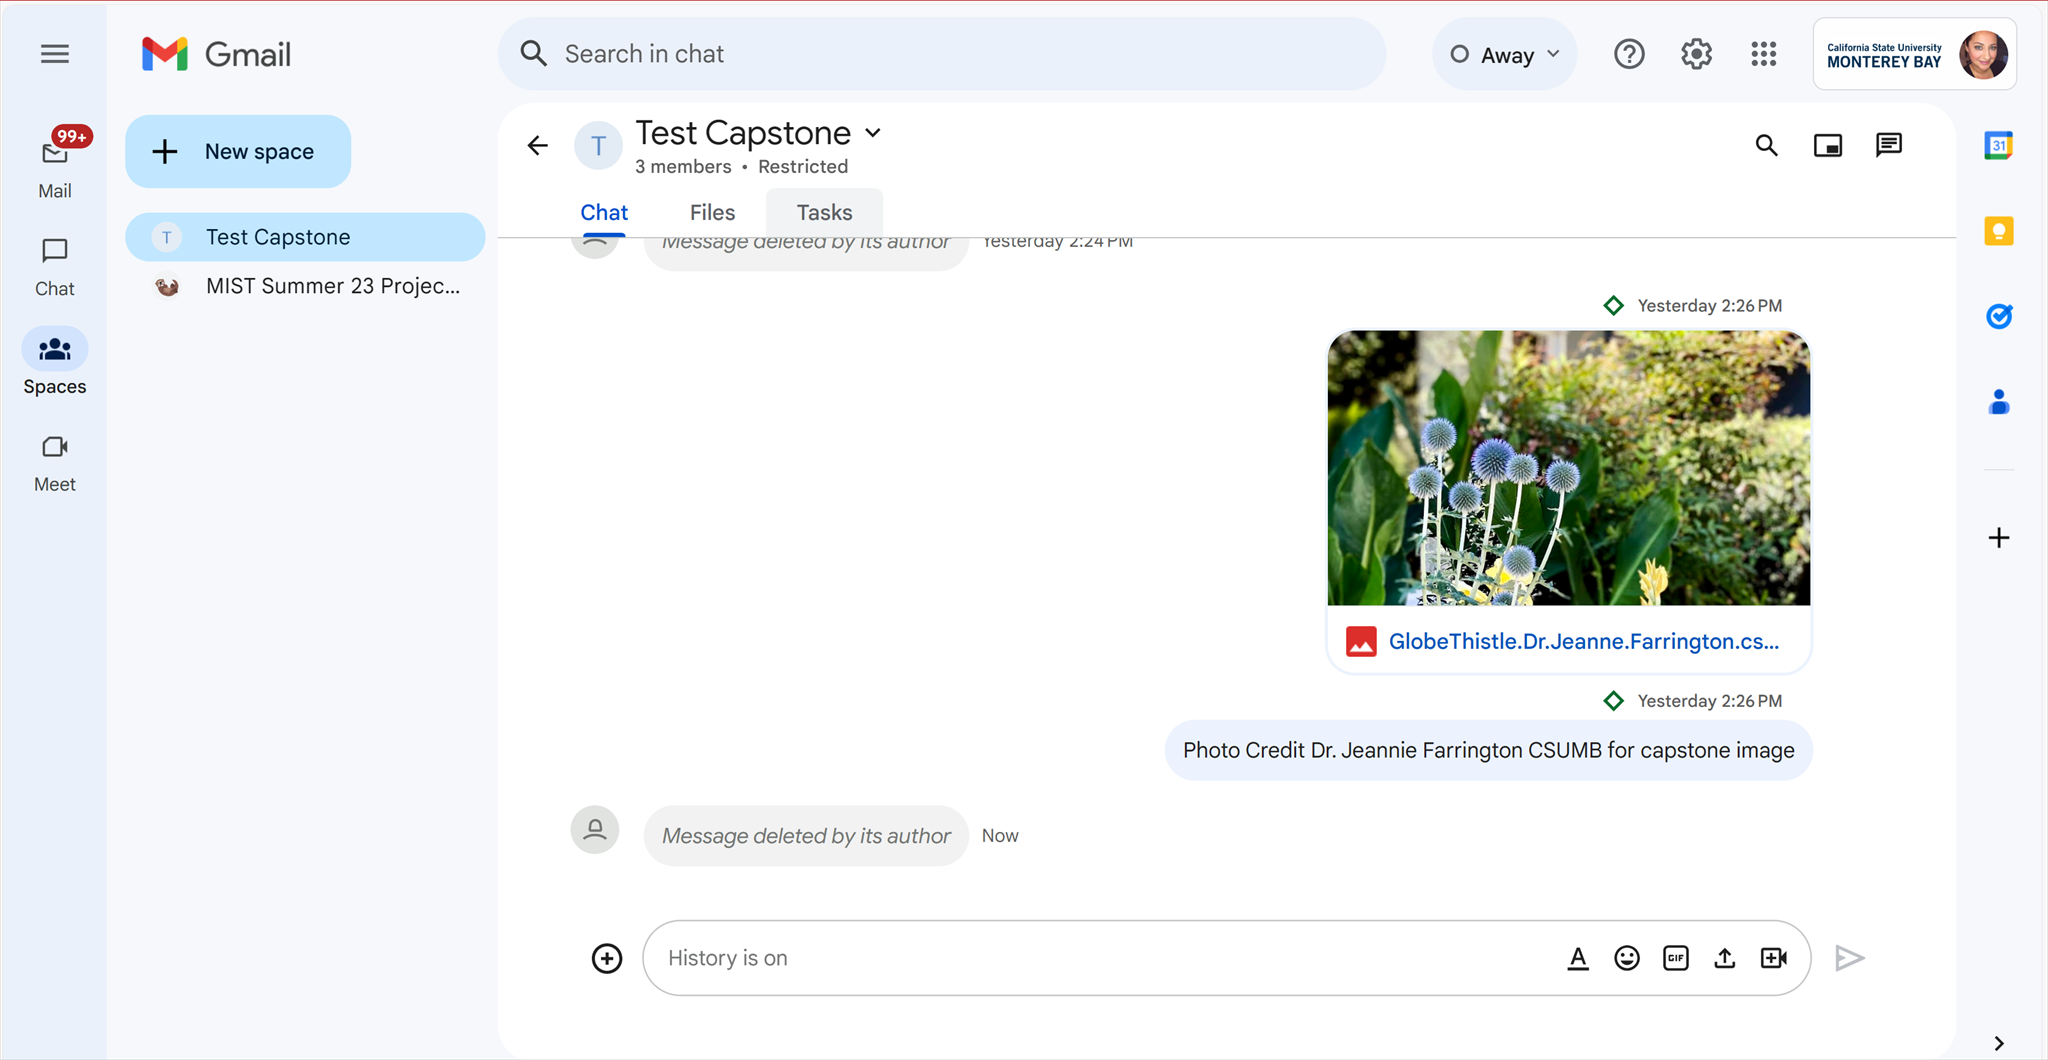 Gmail
Search in chat
Away
California State University
MONTEREY BAY
99+
Mail
Chat
Spaces
Meet
New space
T Test Capstone
MIST Summer 23 Projec...
T
Test Capstone
3 members • Restricted
Chat Files Tasks
Message deleted by its author Yesterday 2:24 PM
Yesterday 2:26 PM
GlobeThistle.Dr.Jeanne.Farrington.cs...
Yesterday 2:26 PM
Photo Credit Dr. Jeannie Farrington CSUMB for capstone image
Message deleted by its author Now
History is on
A
GIF
31